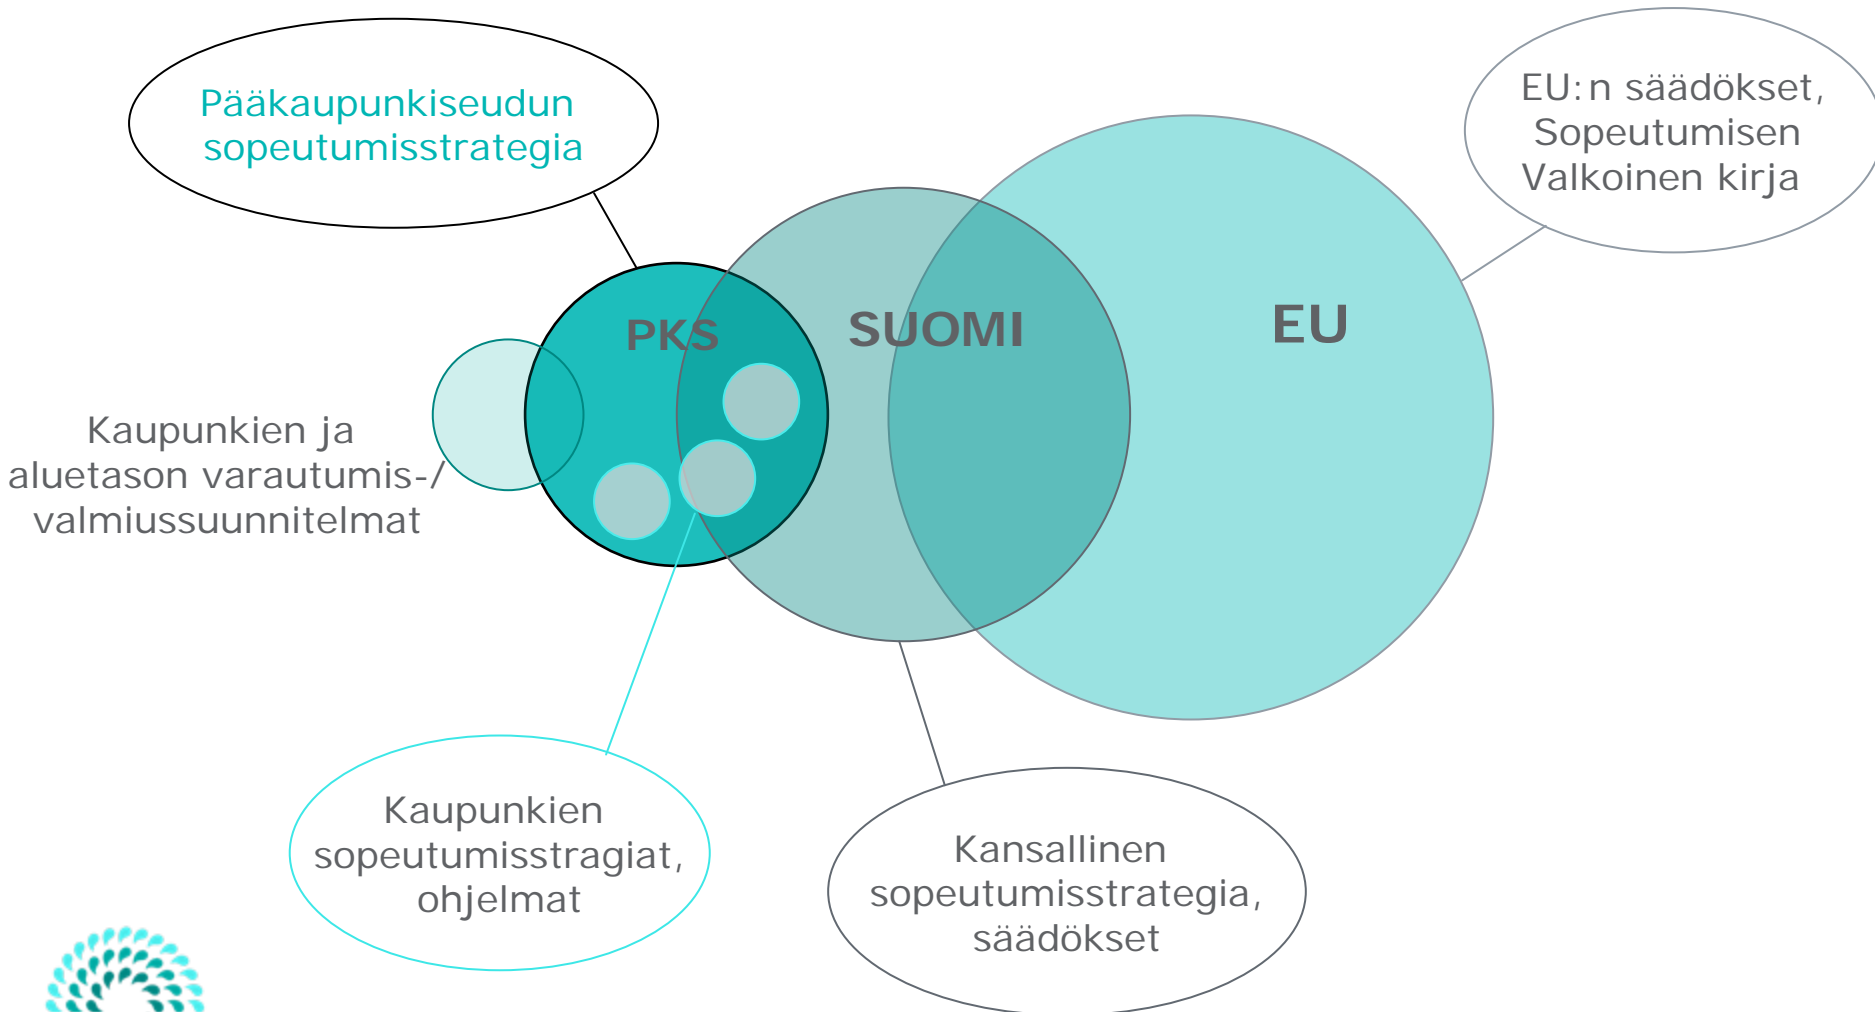 Pääkaupunkiseudun
sopeutumisstrategia
EU:n säädökset,
Sopeutumisen
Valkoinen kirja
PKS
SUOMI
EU
Kaupunkien ja
aluetason varautumis-/
valmiussuunnitelmat
Kaupunkien
sopeutumisstragiat,
ohjelmat
Kansallinen
sopeutumisstrategia,
säädökset